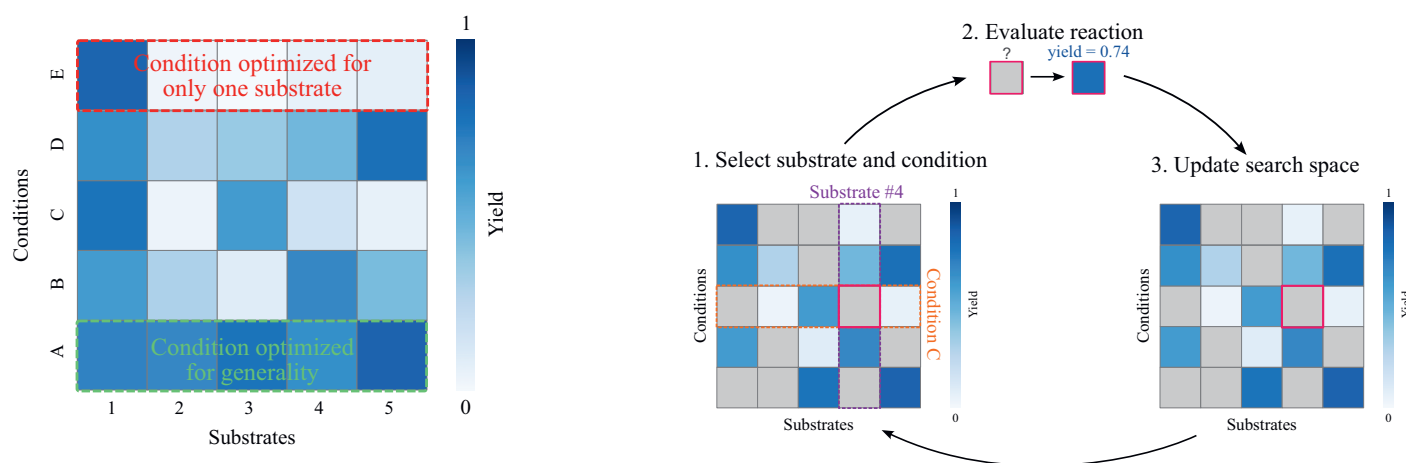 1
E
Condition optimized for
only one substrate
D
C
B
A
Condition optimized
for generality
Conditions
Yield
0
1 2 3 4 5
Substrates
2. Evaluate reaction
?
yield = 0.74
1. Select substrate and condition
Substrate #4
1
Conditions
Condition C
Yield
0
Substrates
3. Update search space
1
Conditions
Yield
0
Substrates